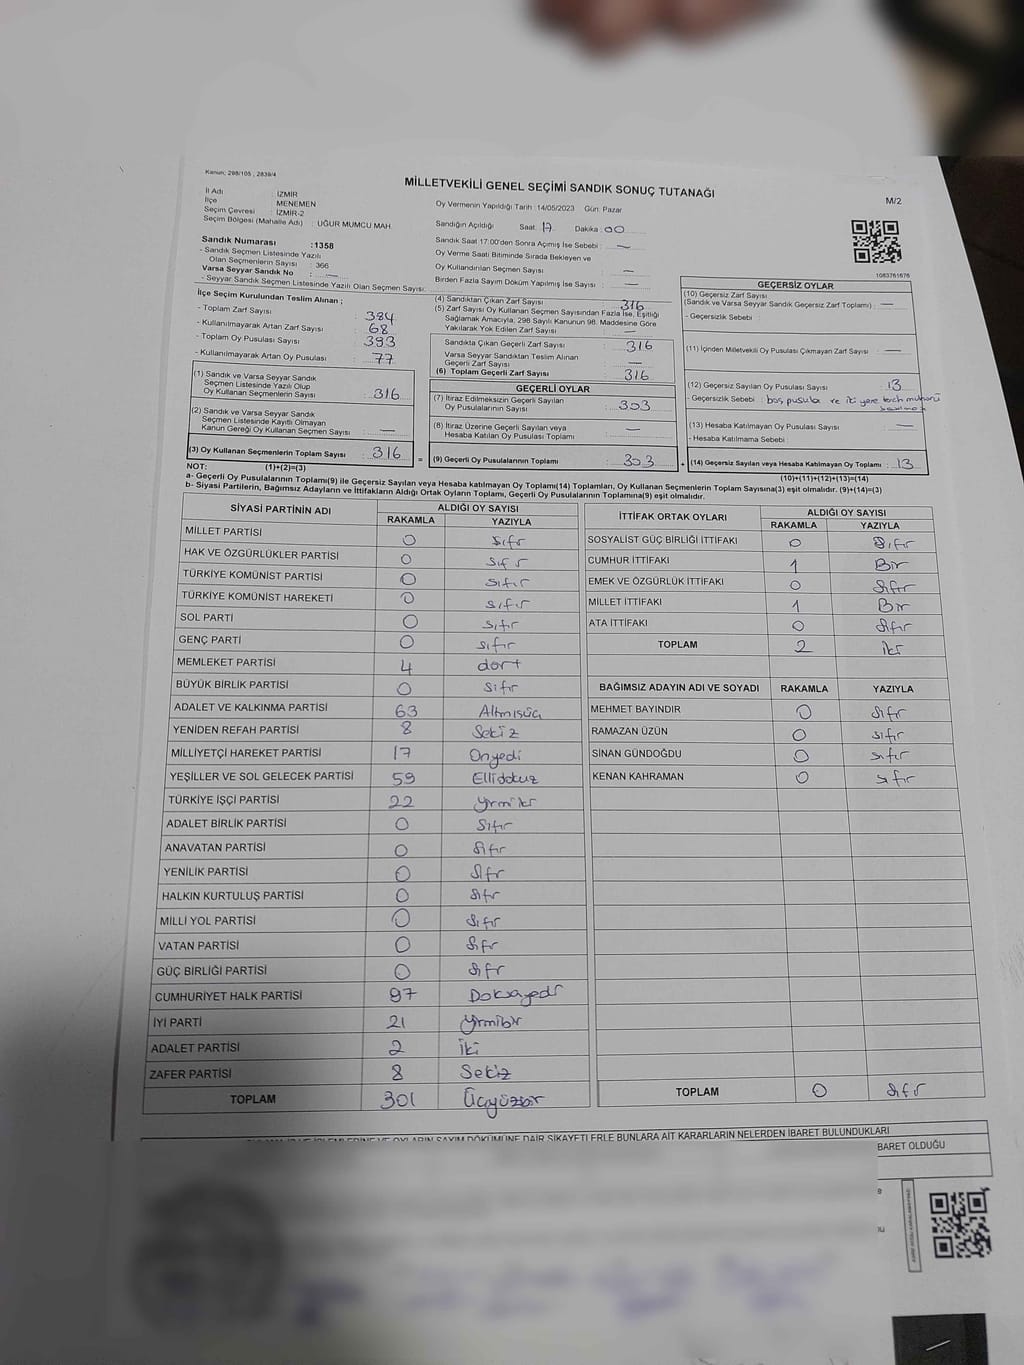 Kanun; 298/105 , 2839/4
MİLLETVEKİLİ GENEL SEÇİMİ SANDIK SONUÇ TUTANAĞI
M/2
İl Adı : İZMİR
İlçe : MENEMEN
Seçim Çevresi : İZMİR-2
Seçim Bölgesi (Mahalle Adı) : UĞUR MUMCU MAH.
Oy Vermenin Yapıldığı Tarih :14/05/2023 Gün: Pazar
Sandığın Açıldığı Saat: 17 Dakika: 00
Sandık Numarası :1358
- Sandık Seçmen Listesinde Yazılı
Olan Seçmenlerin Sayısı : 366
Varsa Seyyar Sandık No : —
- Seyyar Sandık Seçmen Listesinde Yazılı Olan Seçmen Sayısı:
Sandık Saat 17:00'den Sonra Açımış İse Sebebi : —
Oy Verme Saati Bitiminde Sırada Bekleyen ve
Oy Kullandırılan Seçmen Sayısı : —
Birden Fazla Sayım Döküm Yapılmış İse Sayısı : —
1083761676
İlçe Seçim Kurulundan Teslim Alınan ;
- Toplam Zarf Sayısı : 384
- Kullanılmayarak Artan Zarf Sayısı : 68
- Toplam Oy Pusulası Sayısı : 393
- Kullanılmayarak Artan Oy Pusulası : 77
(1) Sandık ve Varsa Seyyar Sandık
Seçmen Listesinde Yazılı Olup
Oy Kullanan Seçmenlerin Sayısı : 316
(2) Sandık ve Varsa Seyyar Sandık
Seçmen Listesinde Kayıtlı Olmayan
Kanun Gereği Oy Kullanan Seçmen Sayısı : —
(3) Oy Kullanan Seçmenlerin Toplam Sayısı : 316
(4) Sandıktan Çıkan Zarf Sayısı : 316
(5) Zarf Sayısı Oy Kullanan Seçmen Sayısından Fazla İse, Eşitliği
Sağlamak Amacıyla; 298 Sayılı Kanunun 98. Maddesine Göre
Yakılarak Yok Edilen Zarf Sayısı : —
Sandıkta Çıkan Geçerli Zarf Sayısı : 316
Varsa Seyyar Sandıktan Teslim Alınan
Geçerli Zarf Sayısı : —
(6) Toplam Geçerli Zarf Sayısı : 316
GEÇERLİ OYLAR
(7) İtiraz Edilmeksizin Geçerli Sayılan
Oy Pusulalarının Sayısı : 303
(8) İtiraz Üzerine Geçerli Sayılan veya
Hesaba Katılan Oy Pusulası Toplamı : —
= (9) Geçerli Oy Pusulalarının Toplamı : 303
GEÇERSİZ OYLAR
(10) Geçersiz Zarf Sayısı
(Sandık ve Varsa Seyyar Sandık Geçersiz Zarf Toplamı) : —
- Geçersizlik Sebebi :
(11) İçinden Milletvekili Oy Pusulası Çıkmayan Zarf Sayısı : —
(12) Geçersiz Sayılan Oy Pusulası Sayısı : 13
- Geçersizlik Sebebi : boş pusula ve iki yere tercih mührü
(13) Hesaba Katılmayan Oy Pusulası Sayısı : —
- Hesaba Katılmama Sebebi :
+ (14) Geçersiz Sayılan veya Hesaba Katılmayan Oy Toplamı : 13
NOT: (1)+(2)=(3) (10)+(11)+(12)+(13)=(14)
a- Geçerli Oy Pusulaları Toplamı(9) ile Geçersiz Sayılan veya Hesaba katılmayan Oy Toplamı(14) Toplamları, Oy Kullanan Seçmenlerin Toplam Sayısına(3) eşit olmalıdır. (9)+(14)=(3)
b- Siyasi Partilerin, Bağımsız Adayların ve İttifakların Aldığı Ortak Oyların Toplamı, Geçerli Oy Pusulalarının Toplamına(9) eşit olmalıdır.
SİYASİ PARTİNİN ADI ALDIĞI OY SAYISI
RAKAMLA YAZIYLA
MİLLET PARTİSİ 0 sıfır
HAK VE ÖZGÜRLÜKLER PARTİSİ 0 sıfır
TÜRKİYE KOMÜNİST PARTİSİ 0 sıfır
TÜRKİYE KOMÜNİST HAREKETİ 0 sıfır
SOL PARTİ 0 sıfır
GENÇ PARTİ 0 sıfır
MEMLEKET PARTİSİ 4 dört
BÜYÜK BİRLİK PARTİSİ 0 sıfır
ADALET VE KALKINMA PARTİSİ 63 Altmışüç
YENİDEN REFAH PARTİSİ 8 Sekiz
MİLLİYETÇİ HAREKET PARTİSİ 17 Onyedi
YEŞİLLER VE SOL GELECEK PARTİSİ 59 Ellidokuz
TÜRKİYE İŞÇİ PARTİSİ 22 Yirmiki
ADALET BİRLİK PARTİSİ 0 Sıfır
ANAVATAN PARTİSİ 0 Sıfır
YENİLİK PARTİSİ 0 Sıfır
HALKIN KURTULUŞ PARTİSİ 0 Sıfır
MİLLİ YOL PARTİSİ 0 Sıfır
VATAN PARTİSİ 0 Sıfır
GÜÇ BİRLİĞİ PARTİSİ 0 Sıfır
CUMHURİYET HALK PARTİSİ 97 Doksayedi
İYİ PARTİ 21 Yirmibir
ADALET PARTİSİ 2 İki
ZAFER PARTİSİ 8 Sekiz
TOPLAM 301 Üçyüzbir
İTTİFAK ORTAK OYLARI ALDIĞI OY SAYISI
RAKAMLA YAZIYLA
SOSYALİST GÜÇ BİRLİĞİ İTTİFAKI 0 Sıfır
CUMHUR İTTİFAKI 1 Bir
EMEK VE ÖZGÜRLÜK İTTİFAKI 0 Sıfır
MİLLET İTTİFAKI 1 Bir
ATA İTTİFAKI 0 Sıfır
TOPLAM 2 iki
BAĞIMSIZ ADAYIN ADI VE SOYADI RAKAMLA YAZIYLA
MEHMET BAYINDIR 0 Sıfır
RAMAZAN ÜZÜN 0 sıfır
SİNAN GÜNDOĞDU 0 sıfır
KENAN KAHRAMAN 0 sıfır
TOPLAM 0 Sıfır
OYLARIN SAYIM DÖKÜMÜNE DAİR ŞİKAYETLERLE BUNLARA AİT KARARLARIN NELERDEN İBARET BULUNDUKLARI
BARET OLDUĞU